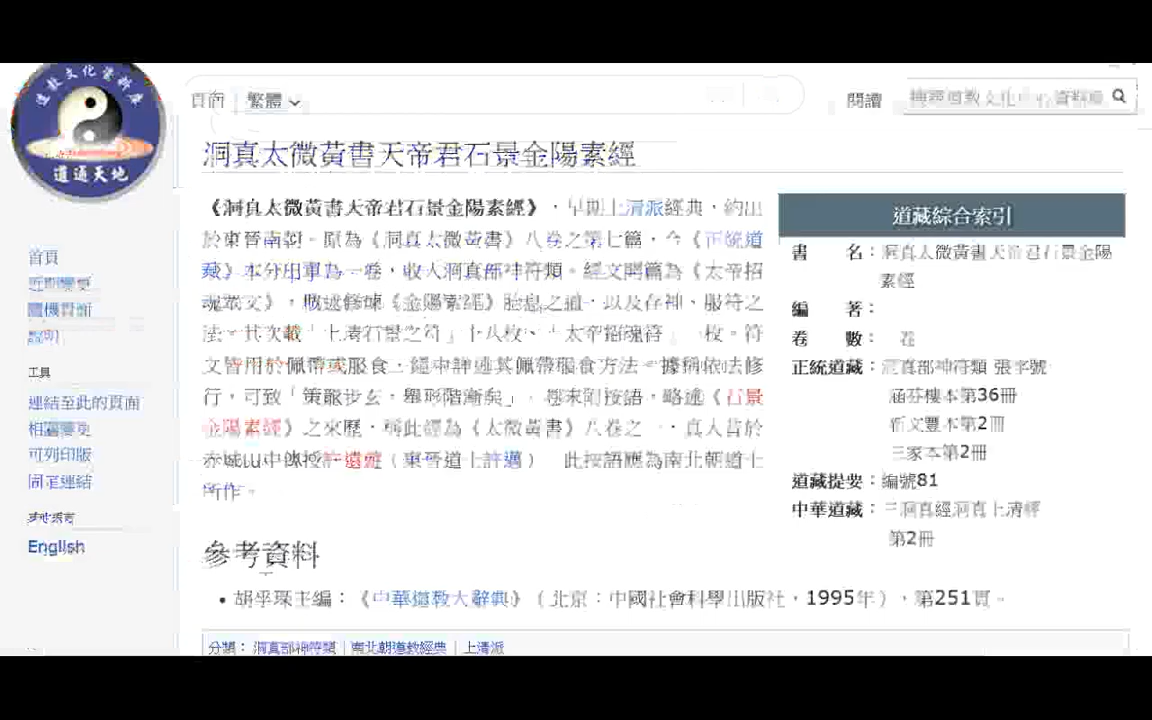 道教文化資料庫
道通天地
頁面 繁體
閱讀
搜尋道教文化中心資料庫
洞真太微黃書天帝君石景金陽素經
《洞真太微黃書天帝君石景金陽素經》,早期上清派經典,約出
於東晉南朝。原為《洞真太微黃書》八卷之第七篇,今《正統道
藏》本分出單為一卷,收入洞真部神符類。經文開篇為《太帝招
魂眾文》,敘述修煉《金陽素經》胎息之道,以及存神、服符之
法。其次載「上清石景之符」十八枚、「太帝招魂符」一枚。符
文皆用於佩帶或服食,經中詳述其佩帶服食方法。據稱依法修
行,可致「策龍步玄,舉形階漸矣」。卷末附按語,略述《石景
金陽素經》之來歷,稱此經為《太微黃書》八卷之一,真人昔於
赤城山中傳授許遠遊(東晉道士許邁)。此按語應為南北朝道士
所作。
參考資料
胡孚琛主編:《中華道教大辭典》(北京:中國社會科學出版社,1995年),第251頁。
分類: 洞真部神符類 | 南北朝道教經典 | 上清派
道藏綜合索引
書 名:洞真太微黃書天帝君石景金陽
素經
編 著:
卷 數: 卷
正統道藏:洞真部神符類 張字號
涵芬樓本第36冊
新文豐本第2冊
三家本第2冊
道藏提要:編號81
中華道藏:三洞真經洞真上清經
第2冊
首頁
近期變更
隨機頁面
說明
工具
連結至此的頁面
相關變更
可列印版
固定連結
其他語言
English